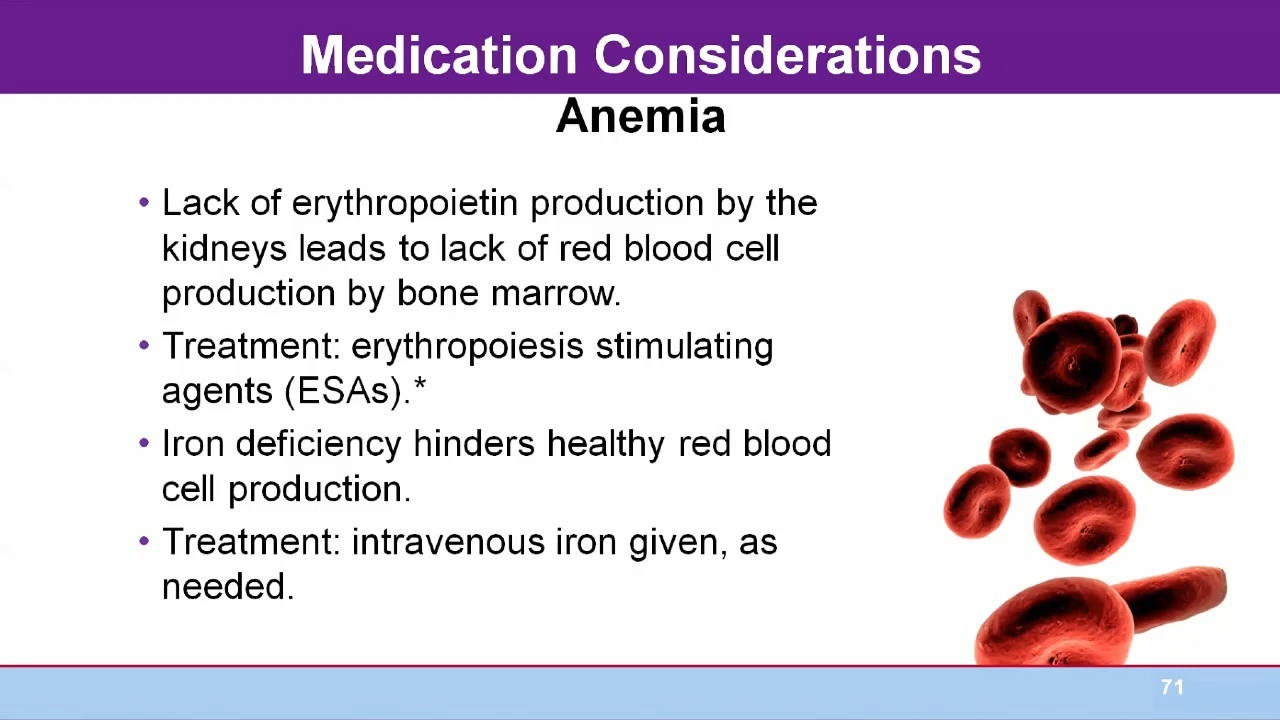 Medication Considerations
Anemia
• Lack of erythropoietin production by the
kidneys leads to lack of red blood cell
production by bone marrow.
• Treatment: erythropoiesis stimulating
agents (ESAs).*
• Iron deficiency hinders healthy red blood
cell production.
• Treatment: intravenous iron given, as
needed.
71